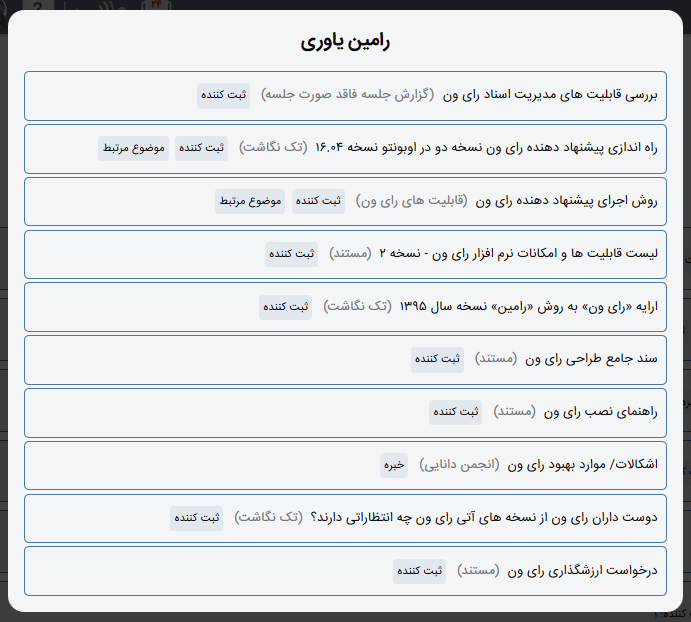 ۲۴
رامین یاوری
بررسی قابلیت های مدیریت اسناد رای ون (گزارش جلسه فاقد صورت جلسه) ثبت کننده
راه اندازی پیشنهاد دهنده رای ون نسخه دو در اوبونتو نسخه ۱۶.۰۴ (تک نگاشت) ثبت کننده موضوع مرتبط
روش اجرای پیشنهاد دهنده رای ون (قابلیت های رای ون) ثبت کننده موضوع مرتبط
لیست قابلیت ها و امکانات نرم افزار رای ون - نسخه ۲ (مستند) ثبت کننده
ارایه «رای ون» به روش «رامین» نسخه سال ۱۳۹۵ (تک نگاشت) ثبت کننده
سند جامع طراحی رای ون (مستند) ثبت کننده
راهنمای نصب رای ون (مستند) ثبت کننده
اشکالات/ موارد بهبود رای ون (انجمن دانایی) خبره
دوست داران رای ون از نسخه های آتی رای ون چه انتظاراتی دارند؟ (تک نگاشت) ثبت کننده
درخواست ارزشگذاری رای ون (مستند) ثبت کننده